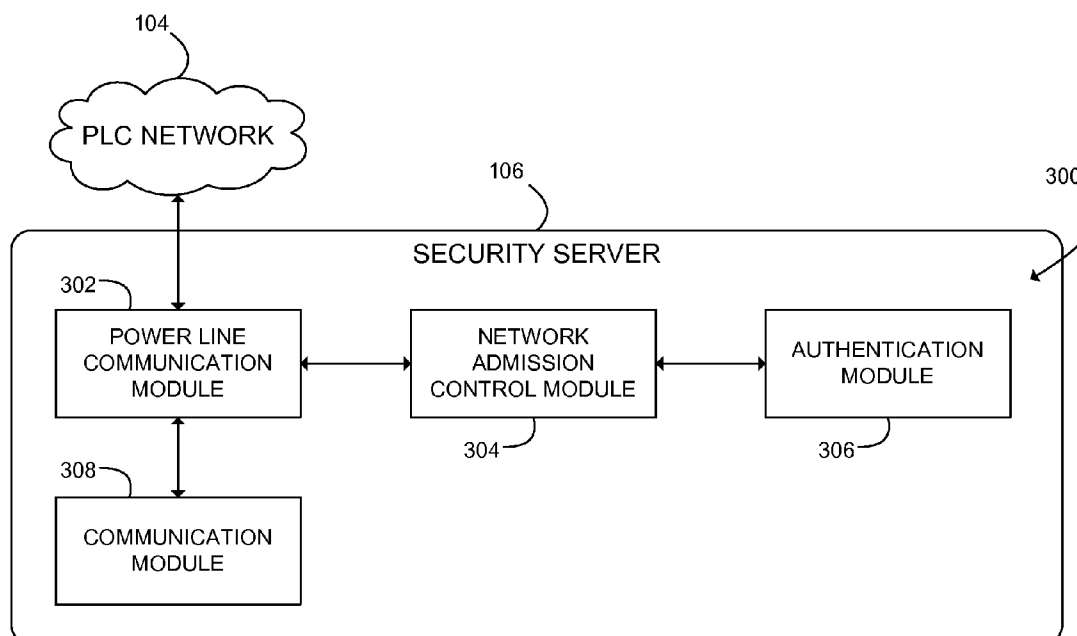 104
PLC NETWORK
106
300
SECURITY SERVER
302
POWER LINE
COMMUNICATION
MODULE
NETWORK
ADMISSION
CONTROL MODULE
AUTHENTICATION
MODULE
304
306
308
COMMUNICATION
MODULE